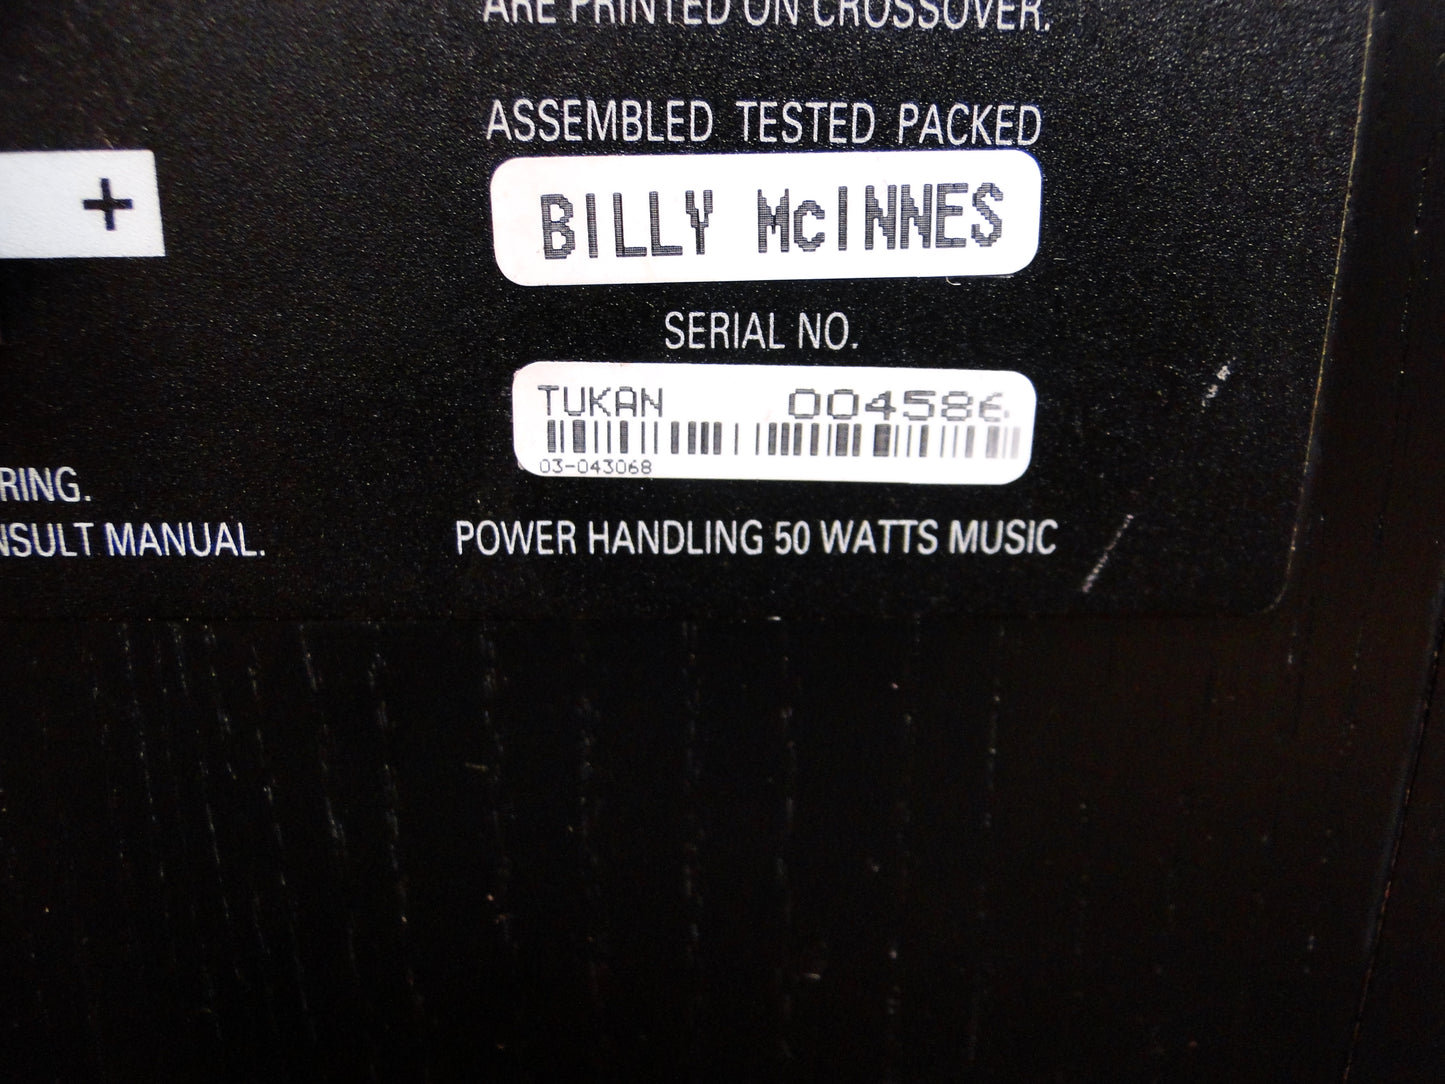 ARE PRINTED ON CROSSOVER.
ASSEMBLED TESTED PACKED
+
BILLY McINNES
SERIAL NO.
TUKAN 004586
03-043068
RING.
NSULT MANUAL.
POWER HANDLING 50 WATTS MUSIC